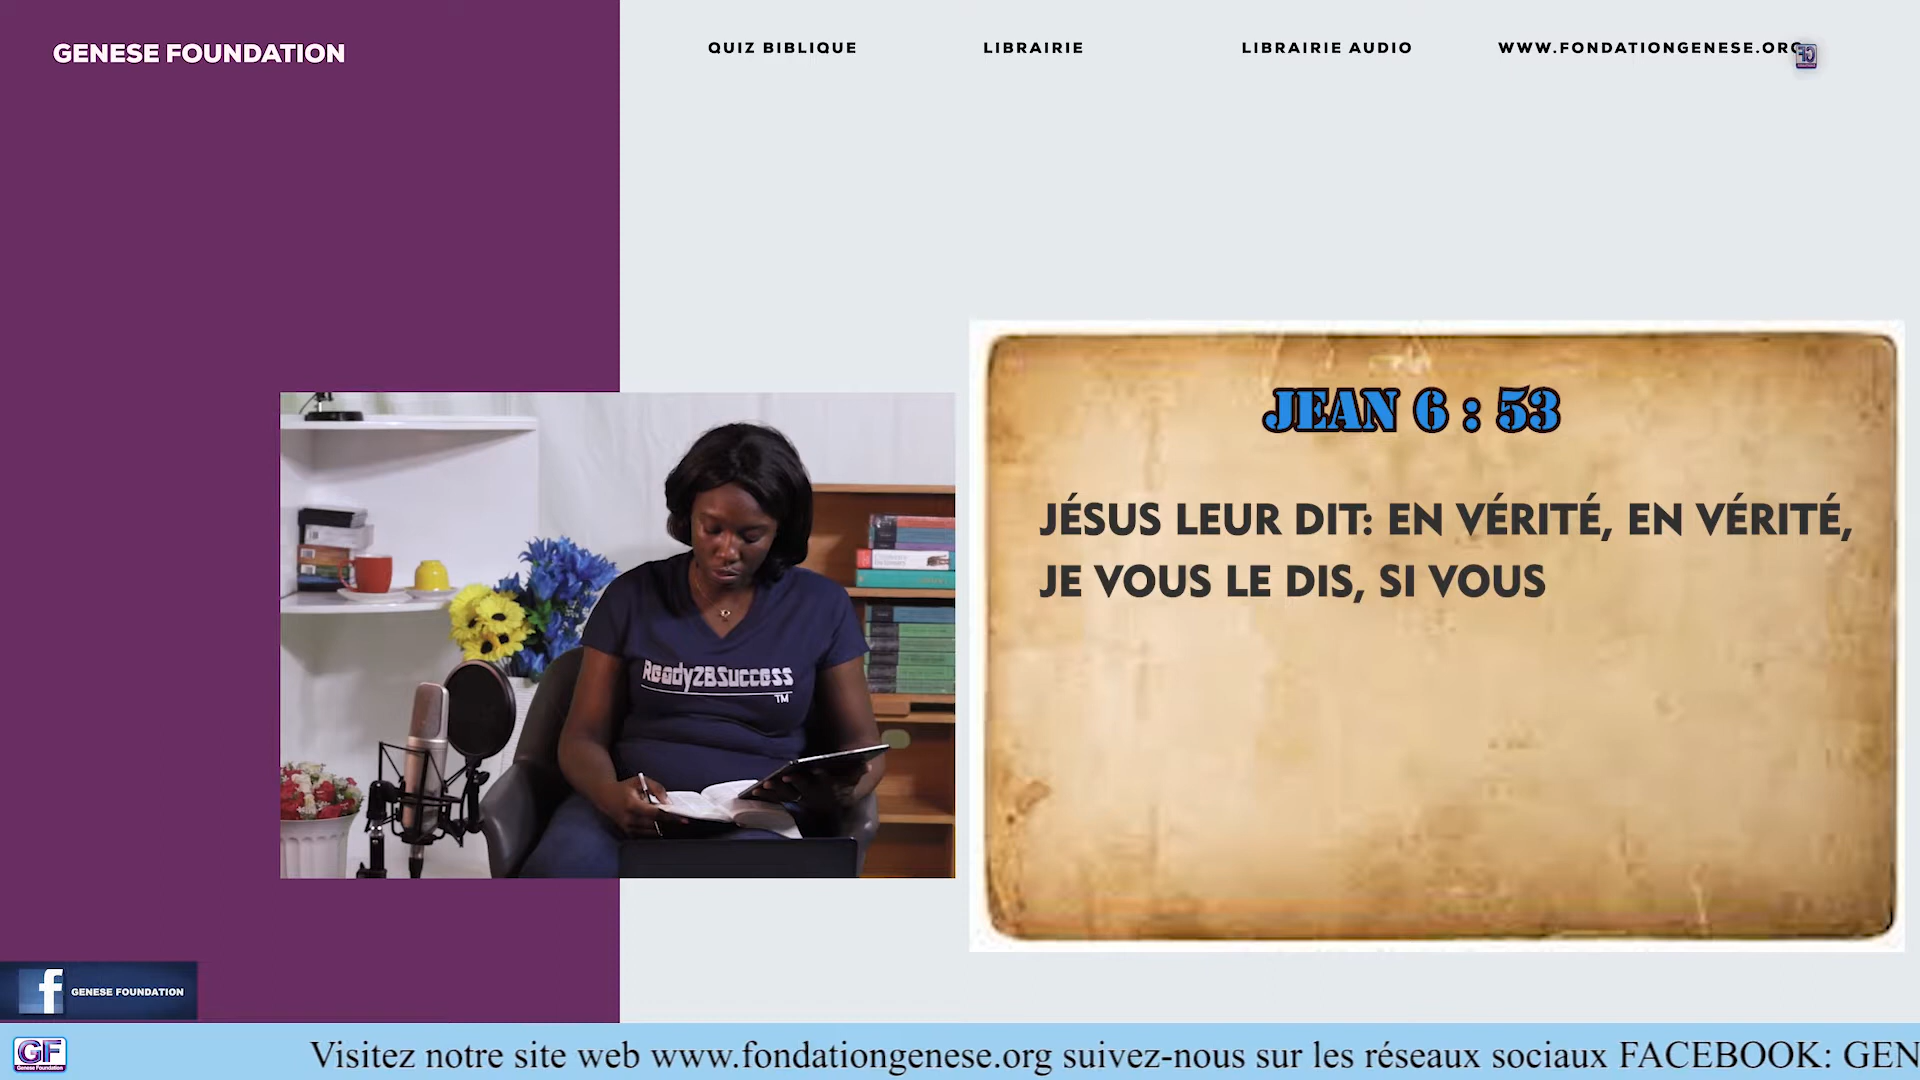 GENESE FOUNDATION
QUIZ BIBLIQUE
LIBRAIRIE
LIBRAIRIE AUDIO
WWW.FONDATIONGENESE.ORG
JEAN 6 : 53
JÉSUS LEUR DIT: EN VÉRITÉ, EN VÉRITÉ,
JE VOUS LE DIS, SI VOUS
Ready2BSuccess
TM
f GENESE FOUNDATION
GF
Genese Foundation
Visitez notre site web www.fondationgenese.org suivez-nous sur les réseaux sociaux FACEBOOK: GEN